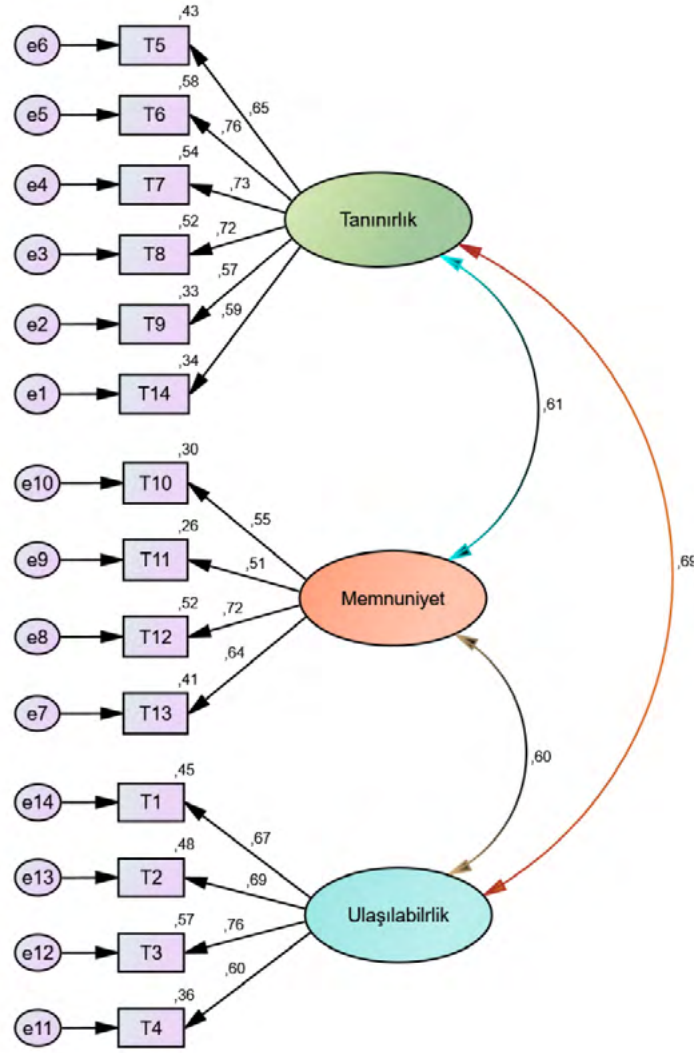 ,43
e6 T5
,65
,58
e5 T6
,76
,54
e4 T7
,73
Tanınırlık
,52
e3 T8
,72
,57
,33
e2 T9
,59
,34
e1 T14
,61
,30
e10 T10
,55
,26
e9 T11
,51
,69
Memnuniyet
,52
e8 T12
,72
,64
,41
e7 T13
,60
,45
e14 T1
,67
,48
e13 T2
,69
Ulaşılabilrlik
,57
e12 T3
,76
,60
,36
e11 T4